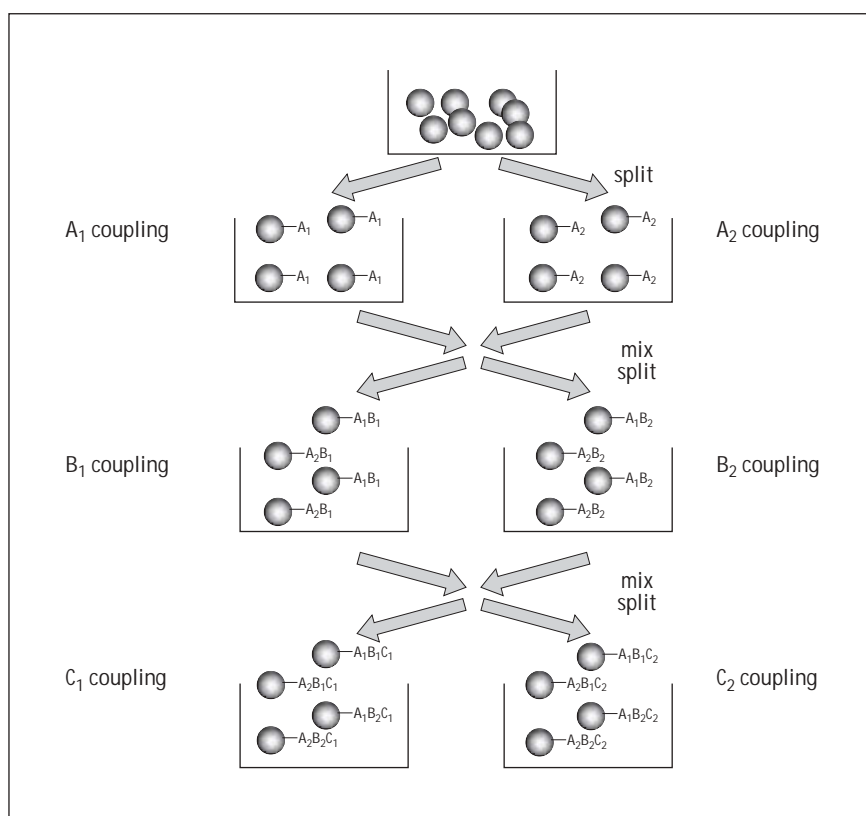 split
A₁ coupling
A₁
A₁
A₁
A₁
A₂
A₂
A₂
A₂
A₂ coupling
mix
split
B₁ coupling
A₁B₁
A₂B₁
A₁B₁
A₂B₁
A₁B₂
A₂B₂
A₁B₂
A₂B₂
B₂ coupling
mix
split
C₁ coupling
A₁B₁C₁
A₂B₁C₁
A₁B₂C₁
A₂B₂C₁
A₁B₁C₂
A₂B₁C₂
A₁B₂C₂
A₂B₂C₂
C₂ coupling